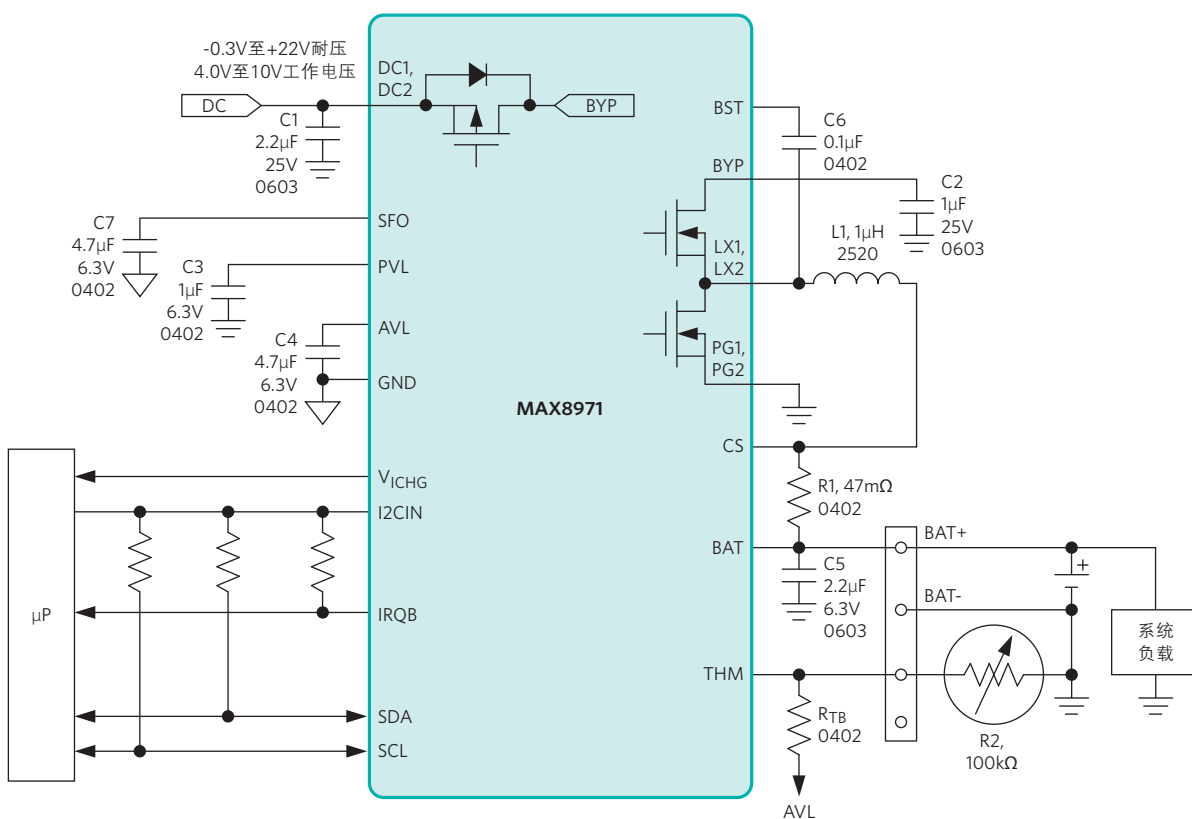 -0.3V至+22V耐压
4.0V至10V工作电压
DC
C1
2.2µF
25V
0603
DC1,
DC2
BYP
C7
4.7µF
6.3V
0402
SFO
C3
1µF
6.3V
0402
PVL
C4
4.7µF
6.3V
0402
AVL
GND
MAX8971
BST
C6
0.1µF
0402
BYP
C2
1µF
25V
0603
LX1,
LX2
L1, 1µH
2520
PG1,
PG2
CS
R1, 47mΩ
0402
BAT
C5
2.2µF
6.3V
0603
BAT+
+
BAT-
系统
负载
THM
RTB
0402
AVL
R2,
100kΩ
µP
VICHG
I2CIN
IRQB
SDA
SCL